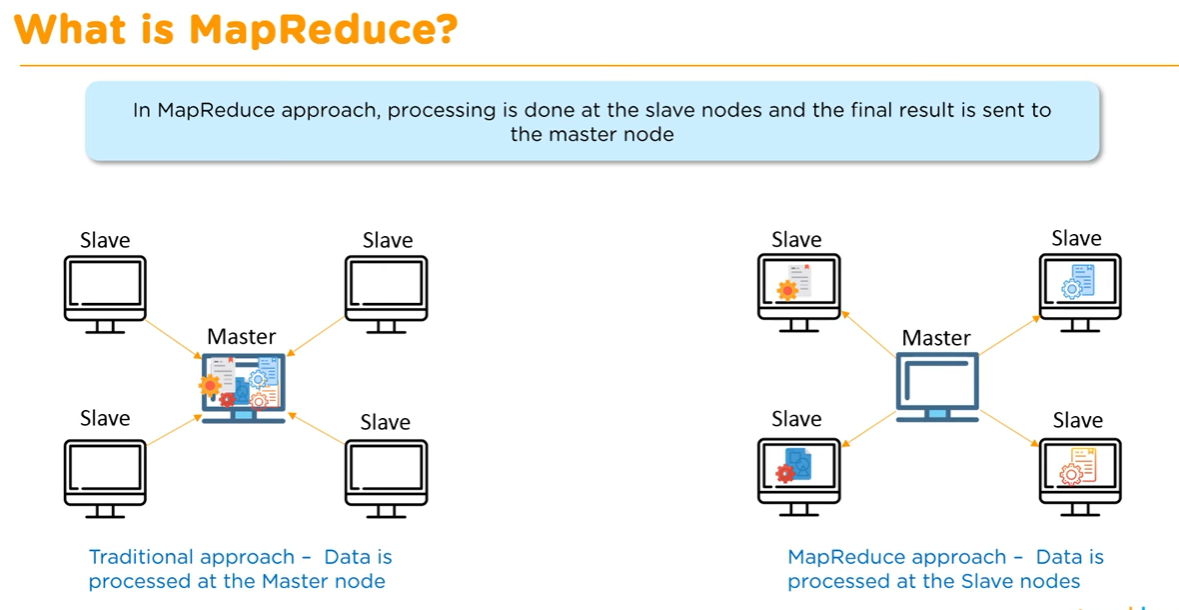 What is MapReduce?
In MapReduce approach, processing is done at the slave nodes and the final result is sent to
the master node
Slave
Slave
Master
Slave
Slave
Traditional approach – Data is
processed at the Master node
Slave
Slave
Master
Slave
Slave
MapReduce approach – Data is
processed at the Slave nodes